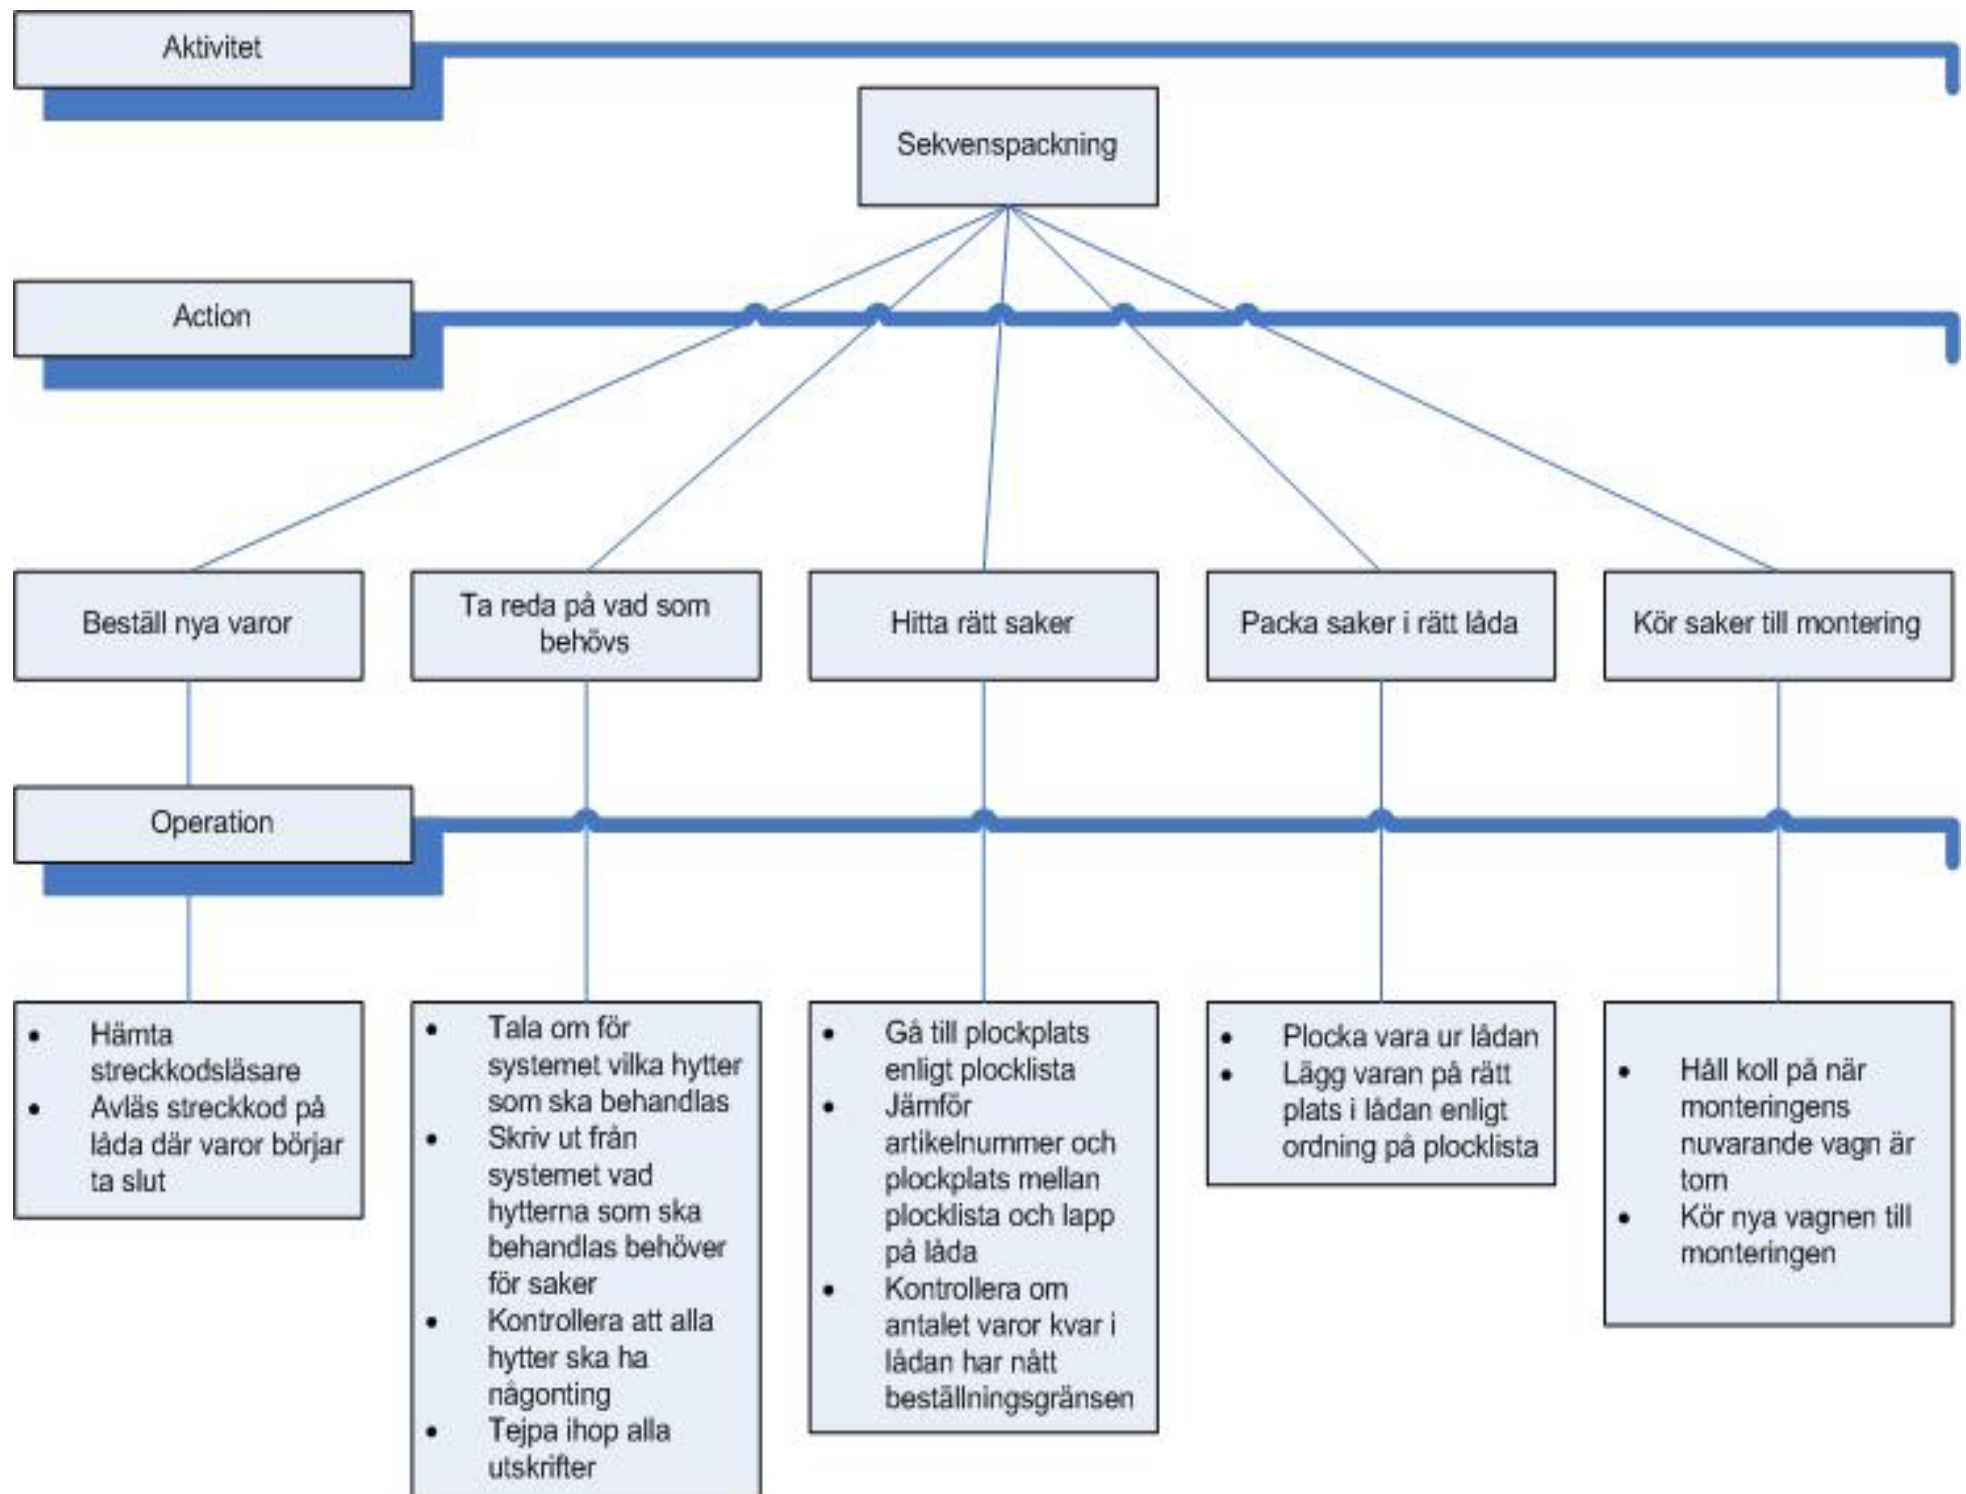 Aktivitet
Sekvenspackning
Action
Beställ nya varor
Ta reda på vad som
behövs
Hitta rätt saker
Packa saker i rätt låda
Kör saker till montering
Operation
• Hämta
streckkodsläsare
• Avläs streckkod på
låda där varor börjar
ta slut
• Tala om för
systemet vilka hytter
som ska behandlas
• Skriv ut från
systemet vad
hytterna som ska
behandlas behöver
för saker
• Kontrollera att alla
hytter ska ha
någonting
• Tejpa ihop alla
utskrifter
• Gå till plockplats
enligt plocklista
• Jämför
artikelnummer och
plockplats mellan
plocklista och lapp
på låda
• Kontrollera om
antalet varor kvar i
lådan har nått
beställningsgränsen
• Plocka vara ur lådan
• Lägg varan på rätt
plats i lådan enligt
ordning på plocklista
• Håll koll på när
monteringens
nuvarande vagn är
tom
• Kör nya vagnen till
monteringen